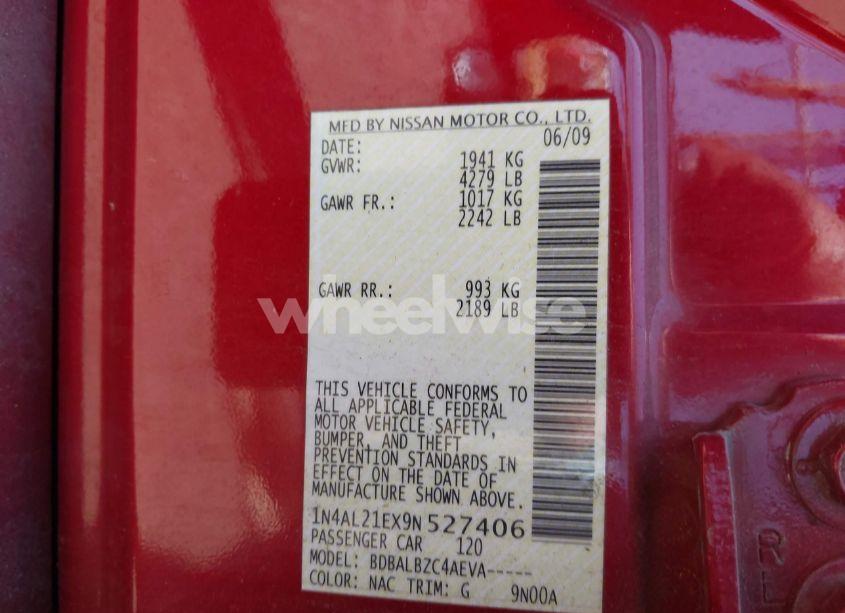 MFD BY NISSAN MOTOR CO., LTD.
DATE: 06/09
GVWR: 1941 KG
4279 LB
GAWR FR.: 1017 KG
2242 LB
GAWR RR.: 993 KG
2189 LB
wheelwise
THIS VEHICLE CONFORMS TO
ALL APPLICABLE FEDERAL
MOTOR VEHICLE SAFETY,
BUMPER, AND THEFT
PREVENTION STANDARDS IN
EFFECT ON THE DATE OF
MANUFACTURE SHOWN ABOVE.
1N4AL21EX9N527406
PASSENGER CAR 120
MODEL: BDBALBZC4AEVA-----
COLOR: NAC TRIM: G 9N00A
RL